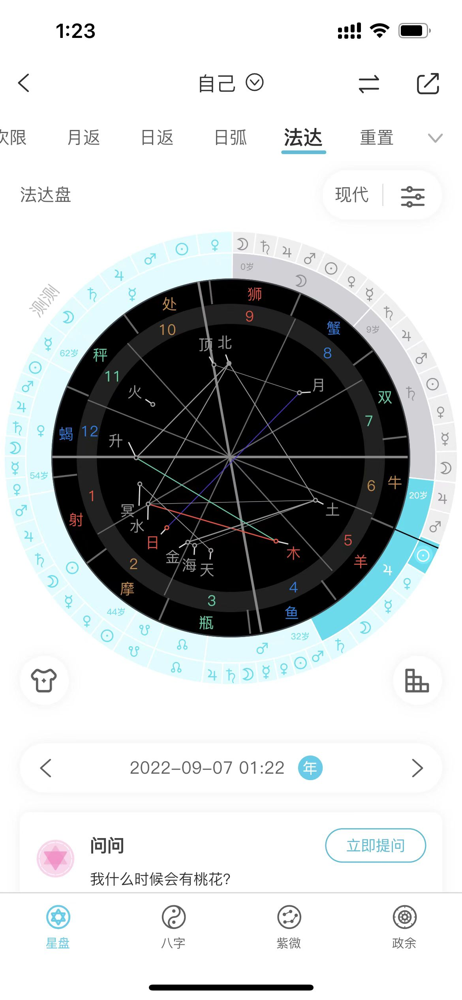 1:23
自己
次限 月返 日返 日弧 法达 重置
法达盘
现代
测测
0岁
9岁
20岁
32岁
44岁
54岁
62岁
狮
蟹
双
牛
羊
鱼
瓶
摩
射
蝎
秤
处
9
8
7
6
5
4
3
2
1
12
11
10
顶 北
月
火
升
土
冥
水
日
木
金
海
天
2022-09-07 01:22 年
问问
立即提问
我什么时候会有桃花?
星盘 八字 紫微 政余